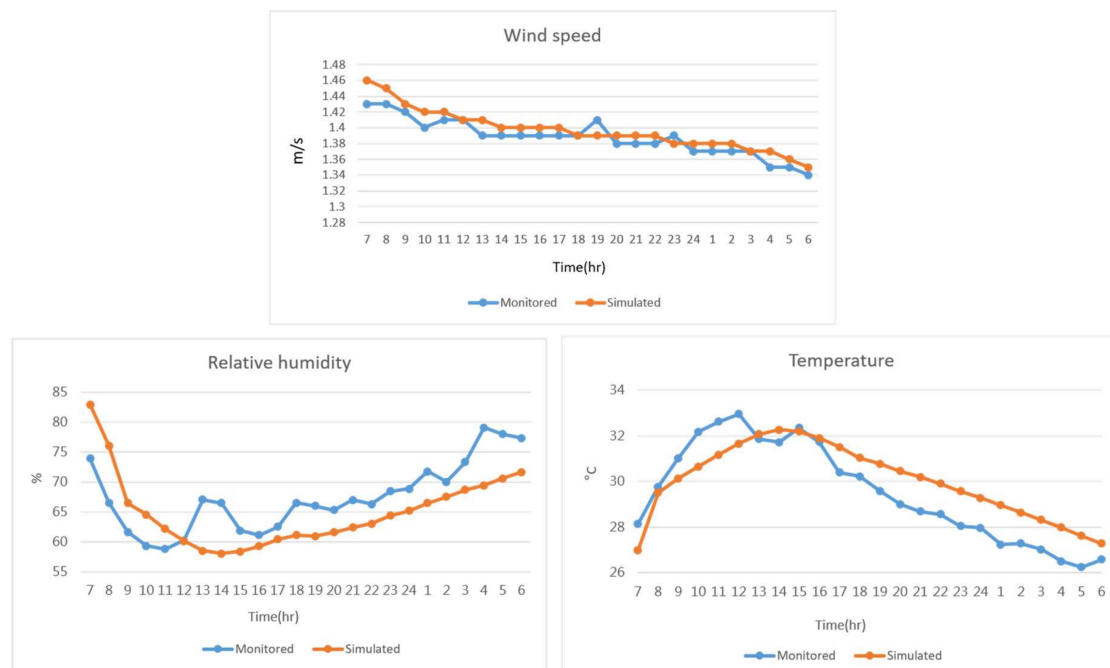 Wind speed
1.48
1.46
1.44
1.42
1.4
1.38
1.36
1.34
1.32
1.3
1.28
m/s
7 8 9 10 11 12 13 14 15 16 17 18 19 20 21 22 23 24 1 2 3 4 5 6
Time(hr)
Monitored Simulated
Relative humidity
85
80
75
70
65
60
55
%
7 8 9 10 11 12 13 14 15 16 17 18 19 20 21 22 23 24 1 2 3 4 5 6
Time(hr)
Monitored Simulated
Temperature
34
32
30
28
26
°C
7 8 9 10 11 12 13 14 15 16 17 18 19 20 21 22 23 24 1 2 3 4 5 6
Time(hr)
Monitored Simulated